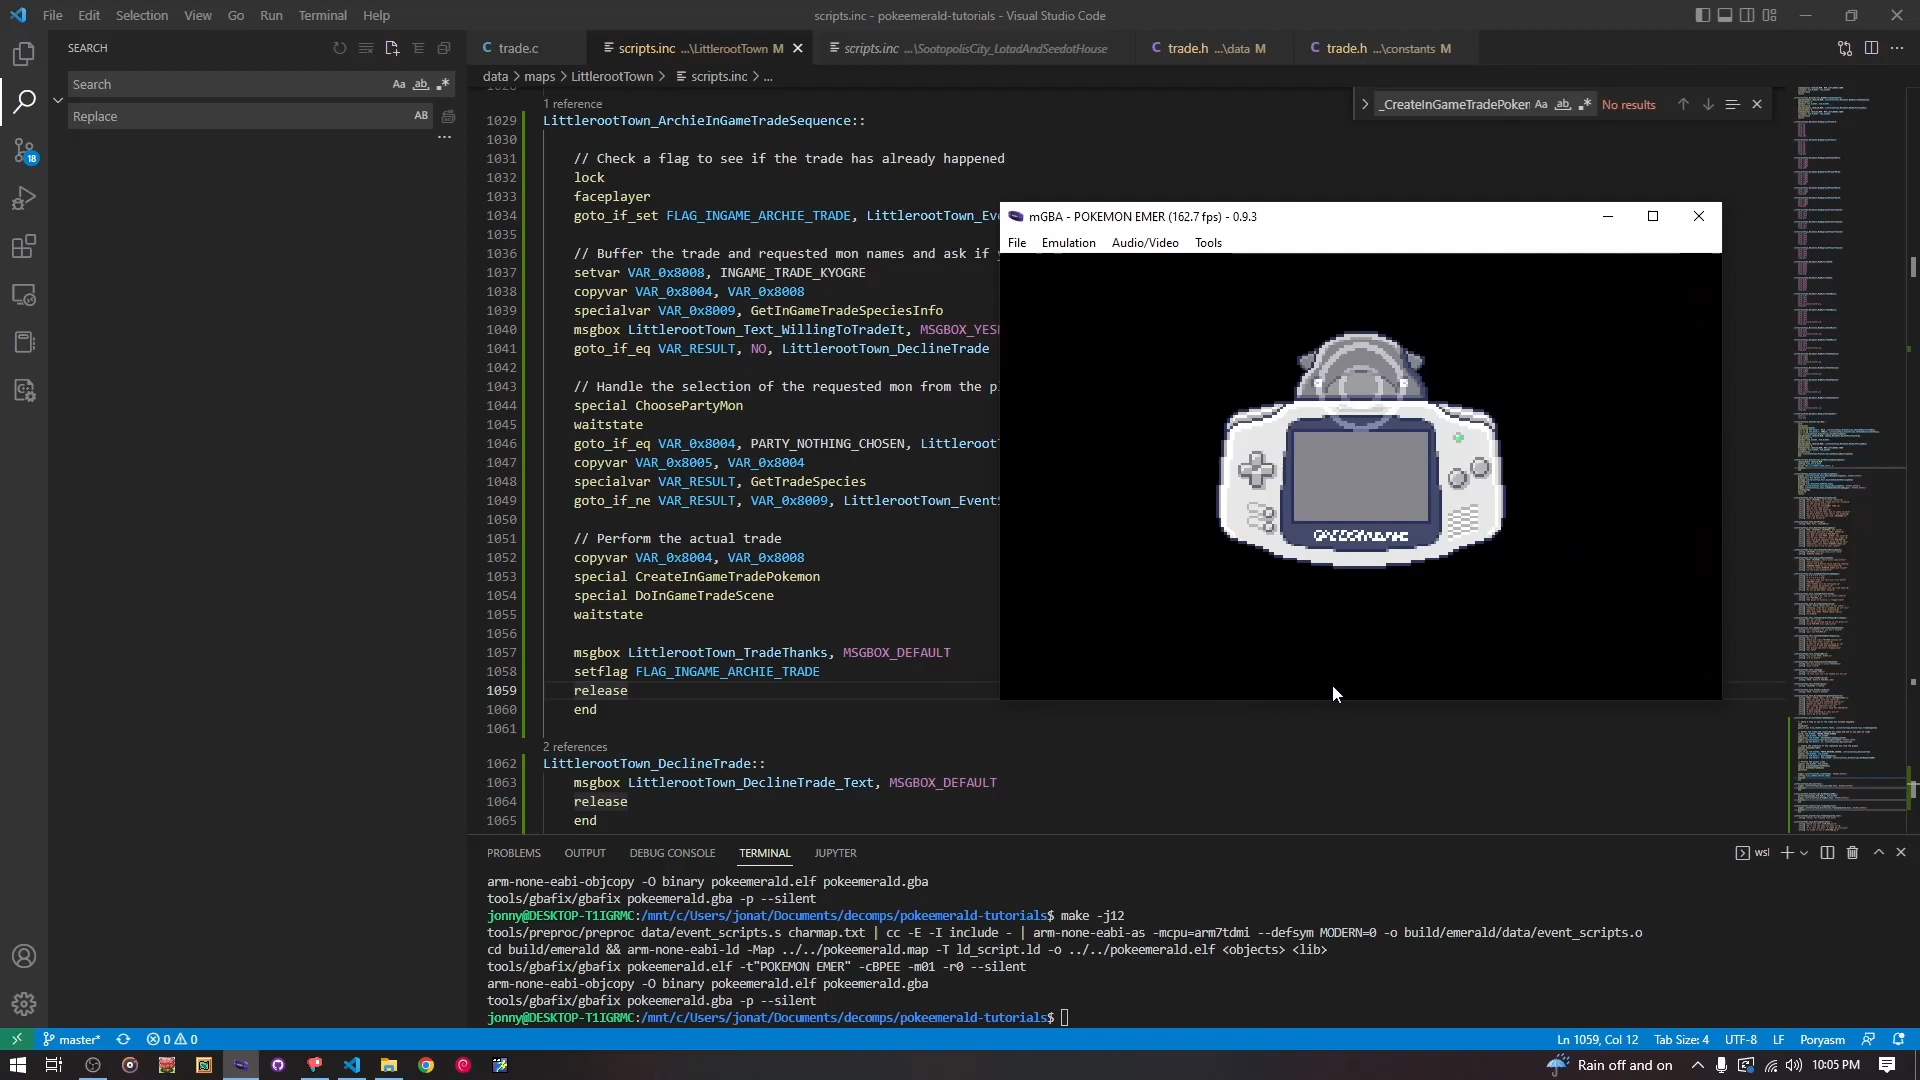 File Edit Selection View Go Run Terminal Help
scripts.inc - pokeemerald-tutorials - Visual Studio Code
SEARCH
Search
Aa ab
Replace
AB
18
trade.c
scripts.inc ...\LittlerootTown M
scripts.inc ...\SootopolisCity_LotadAndSeedotHouse
trade.h ...\data M
trade.h ...\constants M
data > maps > LittlerootTown > scripts.inc > ...
_CreateInGameTradePokem Aa ab No results
1 reference
1029 LittlerootTown_ArchieInGameTradeSequence::
1030
1031 // Check a flag to see if the trade has already happened
1032 lock
1033 faceplayer
1034 goto_if_set FLAG_INGAME_ARCHIE_TRADE, LittlerootTown_Eve
1035
1036 // Buffer the trade and requested mon names and ask if
1037 setvar VAR_0x8008, INGAME_TRADE_KYOGRE
1038 copyvar VAR_0x8004, VAR_0x8008
1039 specialvar VAR_0x8009, GetInGameTradeSpeciesInfo
1040 msgbox LittlerootTown_Text_WillingToTradeIt, MSGBOX_YES
1041 goto_if_eq VAR_RESULT, NO, LittlerootTown_DeclineTrade
1042
1043 // Handle the selection of the requested mon from the p
1044 special ChoosePartyMon
1045 waitstate
1046 goto_if_eq VAR_0x8004, PARTY_NOTHING_CHOSEN, Littleroot
1047 copyvar VAR_0x8005, VAR_0x8004
1048 specialvar VAR_RESULT, GetTradeSpecies
1049 goto_if_ne VAR_RESULT, VAR_0x8009, LittlerootTown_Event
1050
1051 // Perform the actual trade
1052 copyvar VAR_0x8004, VAR_0x8008
1053 special CreateInGameTradePokemon
1054 special DoInGameTradeScene
1055 waitstate
1056
1057 msgbox LittlerootTown_TradeThanks, MSGBOX_DEFAULT
1058 setflag FLAG_INGAME_ARCHIE_TRADE
1059 release
1060 end
1061
2 references
1062 LittlerootTown_DeclineTrade::
1063 msgbox LittlerootTown_DeclineTrade_Text, MSGBOX_DEFAULT
1064 release
1065 end
mGBA - POKEMON EMER (162.7 fps) - 0.9.3
File Emulation Audio/Video Tools
PROBLEMS OUTPUT DEBUG CONSOLE TERMINAL JUPYTER
wsl
arm-none-eabi-objcopy -O binary pokeemerald.elf pokeemerald.gba
tools/gbafix/gbafix pokeemerald.gba -p --silent
jonny@DESKTOP-T1IGRMC:/mnt/c/Users/jonat/Documents/decomps/pokeemerald-tutorials$ make -j12
tools/preproc/preproc data/event_scripts.s charmap.txt | cc -E -I include - | arm-none-eabi-as -mcpu=arm7tdmi --defsym MODERN=0 -o build/emerald/data/event_scripts.o
cd build/emerald && arm-none-eabi-ld -Map ../../pokeemerald.map -T ld_script.ld -o ../../pokeemerald.elf <objects> <lib>
tools/gbafix/gbafix pokeemerald.elf -t"POKEMON EMER" -cBPEE -m01 -r0 --silent
arm-none-eabi-objcopy -O binary pokeemerald.elf pokeemerald.gba
tools/gbafix/gbafix pokeemerald.gba -p --silent
jonny@DESKTOP-T1IGRMC:/mnt/c/Users/jonat/Documents/decomps/pokeemerald-tutorials$
master* 0 0
Ln 1059, Col 12 Tab Size: 4 UTF-8 LF Poryasm
Rain off and on
10:05 PM